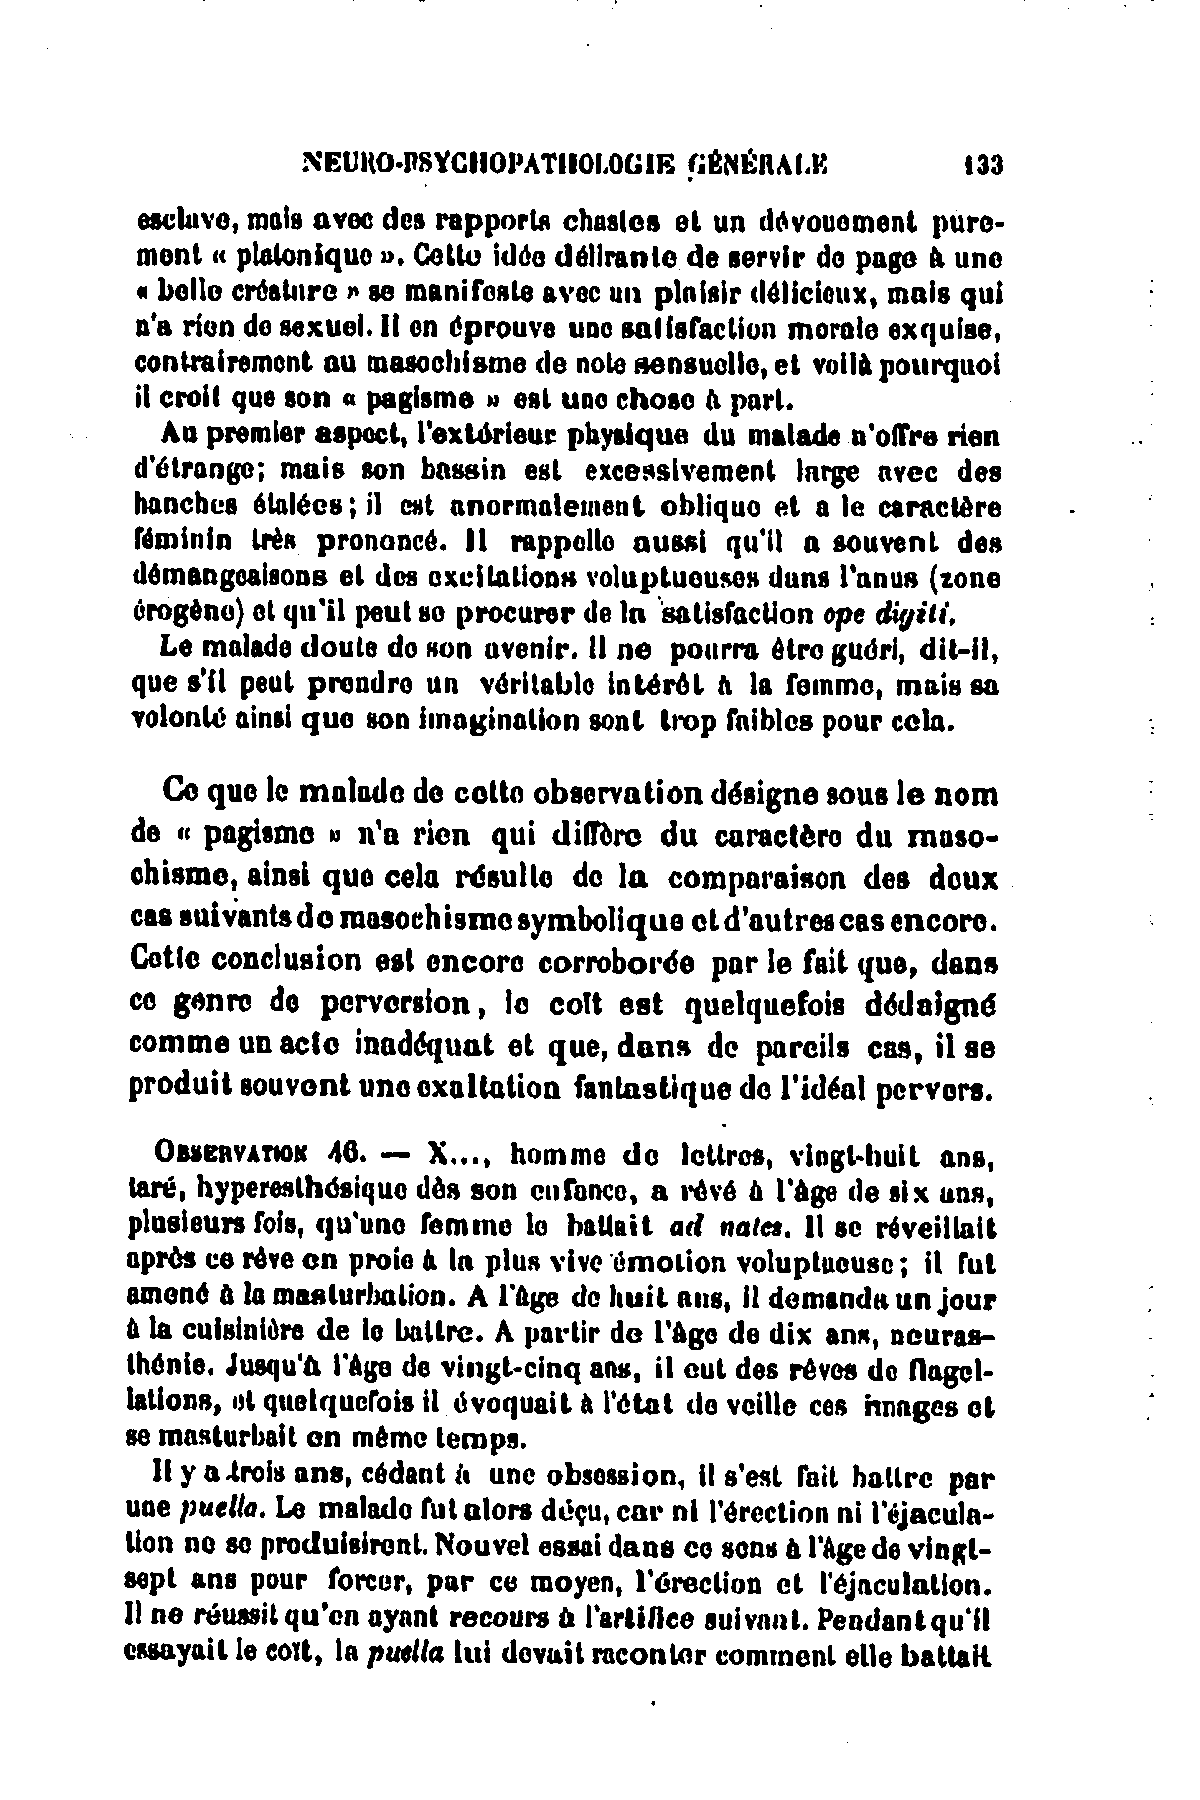 NEURO-PSYCHOPATHOLOGIE GÉNÉRALE 133
esclave, mais avec des rapports chastes et un dévouement pure-
ment « platonique ». Cette idée délirante de servir de page à une
« belle créature » se manifeste avec un plaisir délicieux, mais qui
n'a rien de sexuel. Il en éprouve une satisfaction morale exquise,
contrairement au masochisme de note sensuelle, et voilà pourquoi
il croit que son « pagisme » est une chose à part.
Au premier aspect, l'extérieur physique du malade n'offre rien
d'étrange; mais son bassin est excessivement large avec des
hanches étalées; il est anormalement oblique et a le caractère
féminin très prononcé. Il rappelle aussi qu'il a souvent des
démangeaisons et des excitations voluptueuses dans l'anus (zone
érogène) et qu'il peut se procurer de la satisfaction ope digiti.
Le malade doute de son avenir. Il ne pourra être guéri, dit-il,
que s'il peut prendre un véritable intérêt à la femme, mais sa
volonté ainsi que son imagination sont trop faibles pour cela.
Ce que le malade de cette observation désigne sous le nom
de « pagisme » n'a rien qui diffère du caractère du maso-
chisme, ainsi que cela résulte de la comparaison des deux
cas suivants de masochisme symbolique et d'autres cas encore.
Cette conclusion est encore corroborée par le fait que, dans
ce genre de perversion, le coït est quelquefois dédaigné
comme un acte inadéquat et que, dans de pareils cas, il se
produit souvent une exaltation fantastique de l'idéal pervers.
OBSERVATION 46. — X..., homme de lettres, vingt-huit ans,
taré, hyperesthésique dès son enfance, a rêvé à l'âge de six ans,
plusieurs fois, qu'une femme le battait ad nates. Il se réveillait
après ce rêve en proie à la plus vive émotion voluptueuse; il fut
amené à la masturbation. A l'âge de huit ans, il demanda un jour
à la cuisinière de le battre. A partir de l'âge de dix ans, neuras-
thénie. Jusqu'à l'âge de vingt-cinq ans, il eut des rêves de flagel-
lations, et quelquefois il évoquait à l'état de veille ces images et
se masturbait en même temps.
Il y a trois ans, cédant à une obsession, il s'est fait battre par
une puella. Le malade fut alors déçu, car ni l'érection ni l'éjacula-
tion ne se produisirent. Nouvel essai dans ce sens à l'âge de vingt-
sept ans pour forcer, par ce moyen, l'érection et l'éjaculation.
Il ne réussit qu'en ayant recours à l'artifice suivant. Pendant qu'il
essayait le coït, la puella lui devait raconter comment elle battait